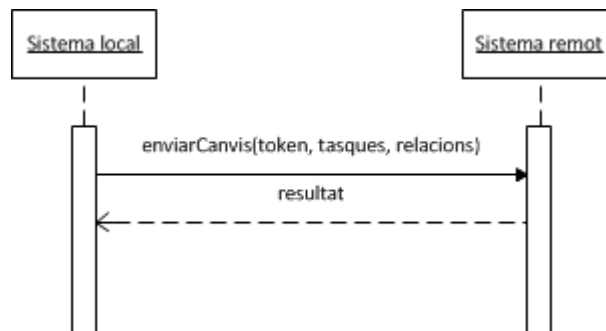 Sistema local
Sistema remot
enviarCanvis(token, tasques, relacions)
resultat